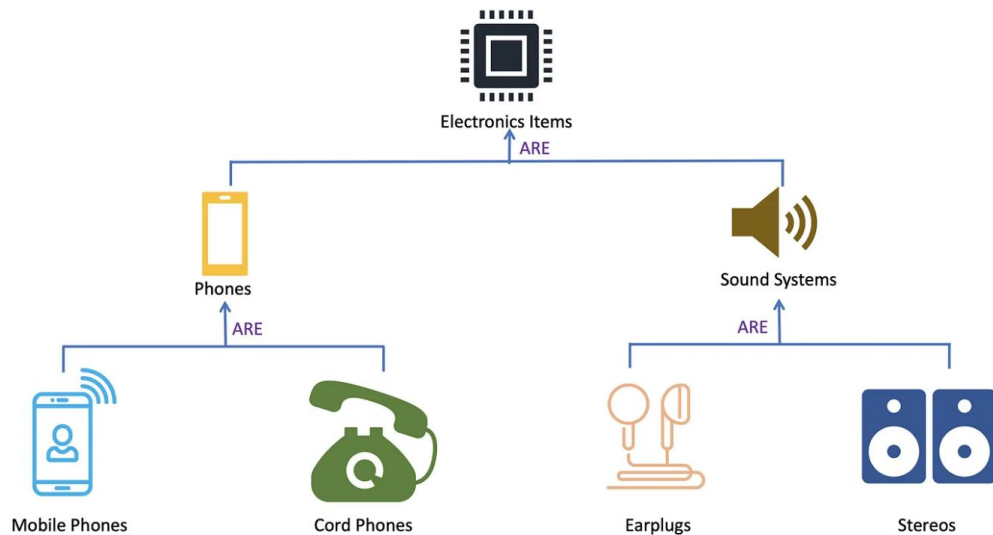 Electronics Items
ARE
Phones
Sound Systems
ARE
ARE
Mobile Phones
Cord Phones
Earplugs
Stereos